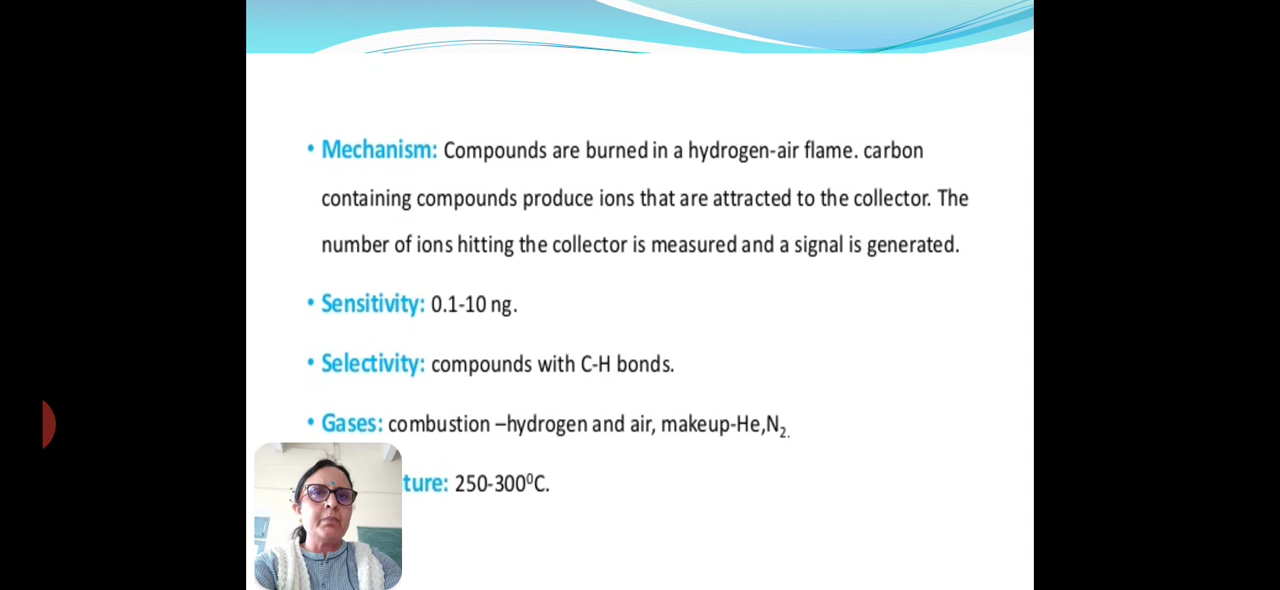 • Mechanism: Compounds are burned in a hydrogen-air flame. carbon
containing compounds produce ions that are attracted to the collector. The
number of ions hitting the collector is measured and a signal is generated.
• Sensitivity: 0.1-10 ng.
• Selectivity: compounds with C-H bonds.
• Gases: combustion –hydrogen and air, makeup-He,N₂.
ture: 250-300⁰C.